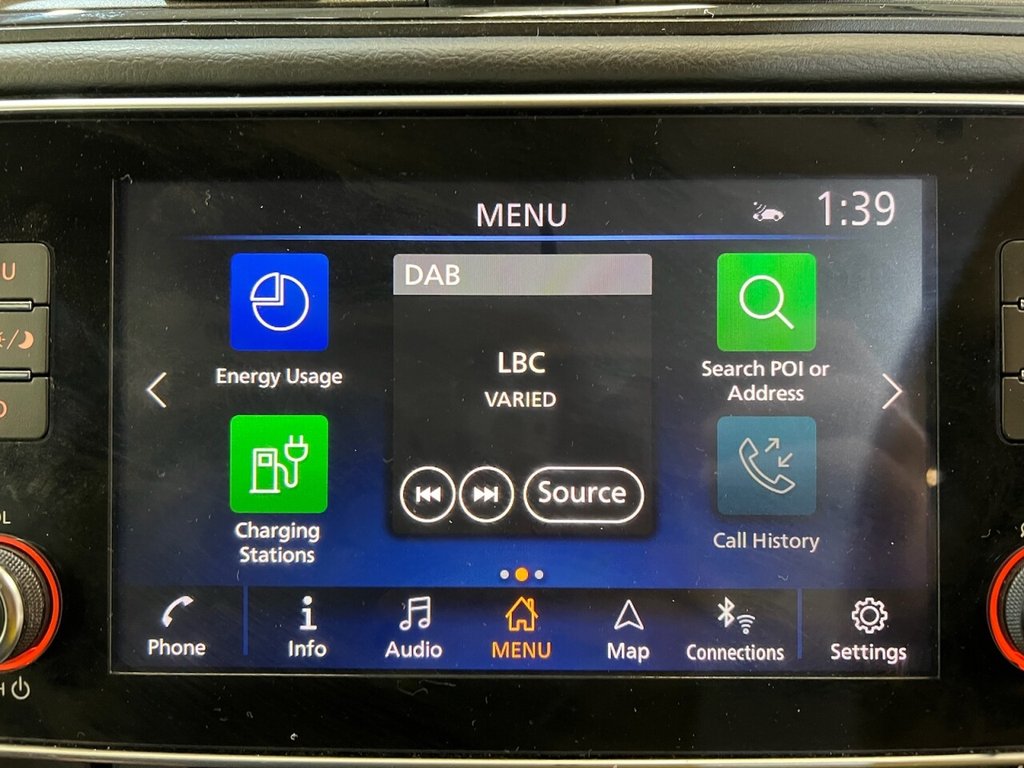 MENU
1:39
DAB
LBC
VARIED
Source
Energy Usage
Charging
Stations
Search POI or
Address
Call History
Phone
Info
Audio
MENU
Map
Connections
Settings